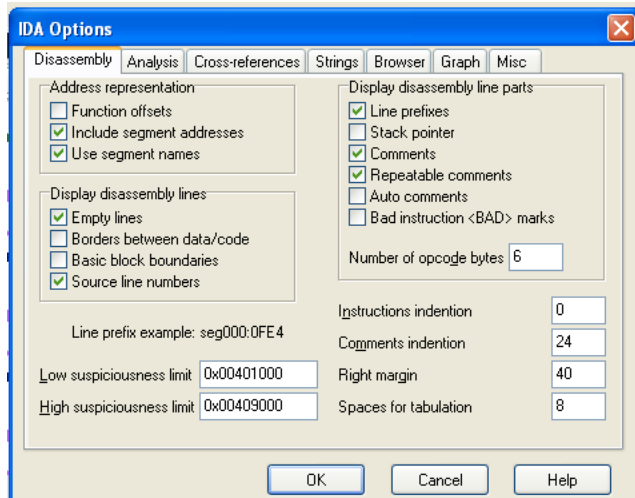 IDA Options
Disassembly Analysis Cross-references Strings Browser Graph Misc
Address representation
Function offsets
Include segment addresses
Use segment names
Display disassembly lines
Empty lines
Borders between data/code
Basic block boundaries
Source line numbers
Line prefix example: seg000:0FE4
Low suspiciousness limit 0x00401000
High suspiciousness limit 0x00409000
Display disassembly line parts
Line prefixes
Stack pointer
Comments
Repeatable comments
Auto comments
Bad instruction <BAD> marks
Number of opcode bytes 6
Instructions indention 0
Comments indention 24
Right margin 40
Spaces for tabulation 8
OK Cancel Help